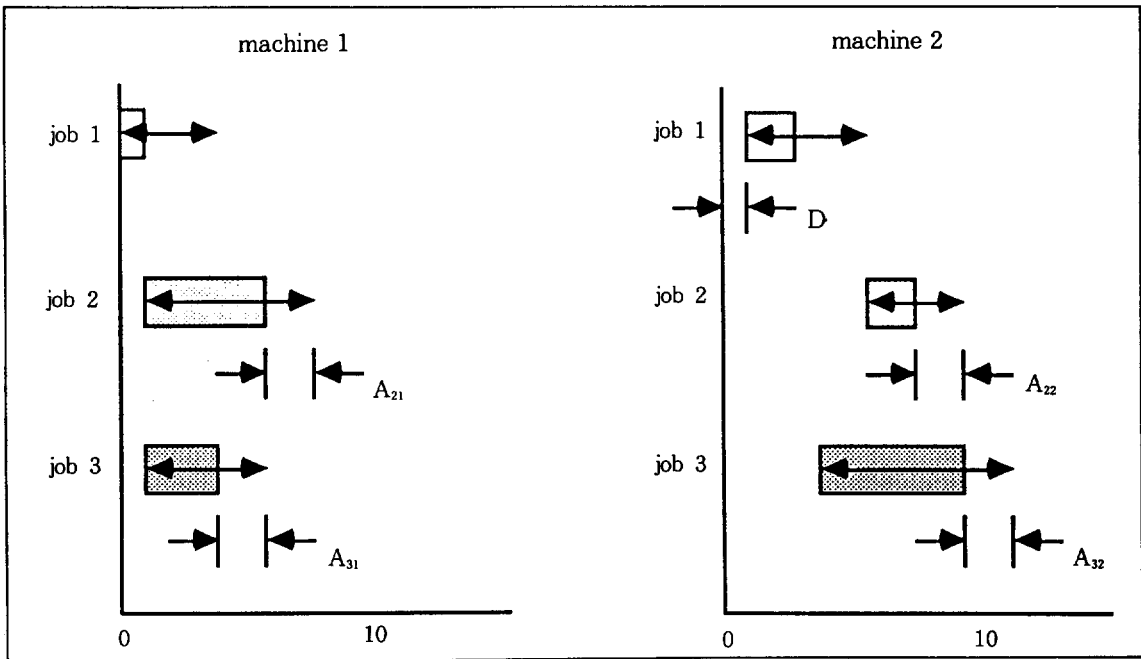 machine 1
job 1
job 2
A₂₁
job 3
A₃₁
0 10
machine 2
job 1
D
job 2
A₂₂
job 3
A₃₂
0 10